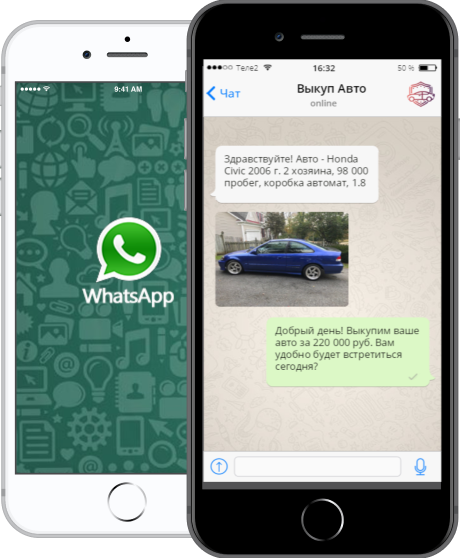 9:41 AM
WhatsApp
Теле2
16:32
50 %
Чат
Выкуп Авто
online
Здравствуйте! Авто - Honda
Civic 2006 г. 2 хозяина, 98 000
пробег, коробка автомат, 1.8
Добрый день! Выкупим ваше
авто за 220 000 руб. Вам
удобно будет встретиться
сегодня?